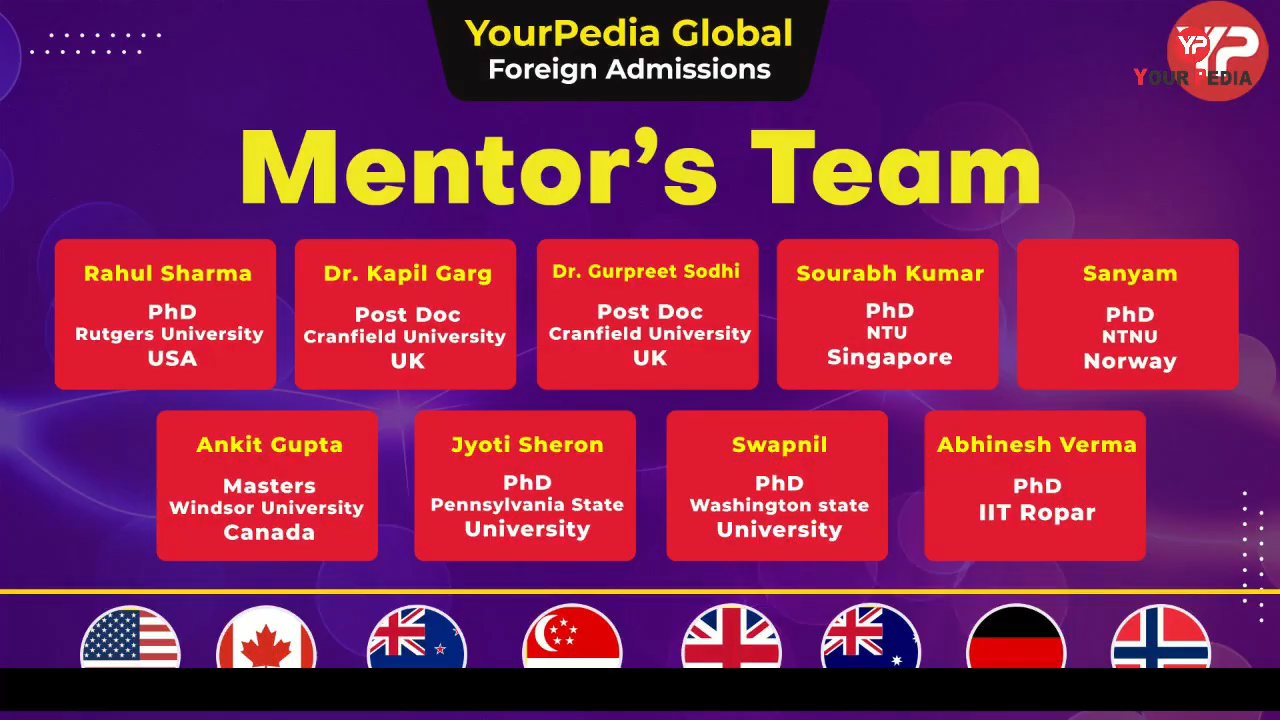 YourPedia Global
Foreign Admissions
YP
YP
YOUR PEDIA
Mentor's Team
Rahul Sharma
PhD
Rutgers University
USA
Dr. Kapil Garg
Post Doc
Cranfield University
UK
Dr. Gurpreet Sodhi
Post Doc
Cranfield University
UK
Sourabh Kumar
PhD
NTU
Singapore
Sanyam
PhD
NTNU
Norway
Ankit Gupta
Masters
Windsor University
Canada
Jyoti Sheron
PhD
Pennsylvania State
University
Swapnil
PhD
Washington state
University
Abhinesh Verma
PhD
IIT Ropar